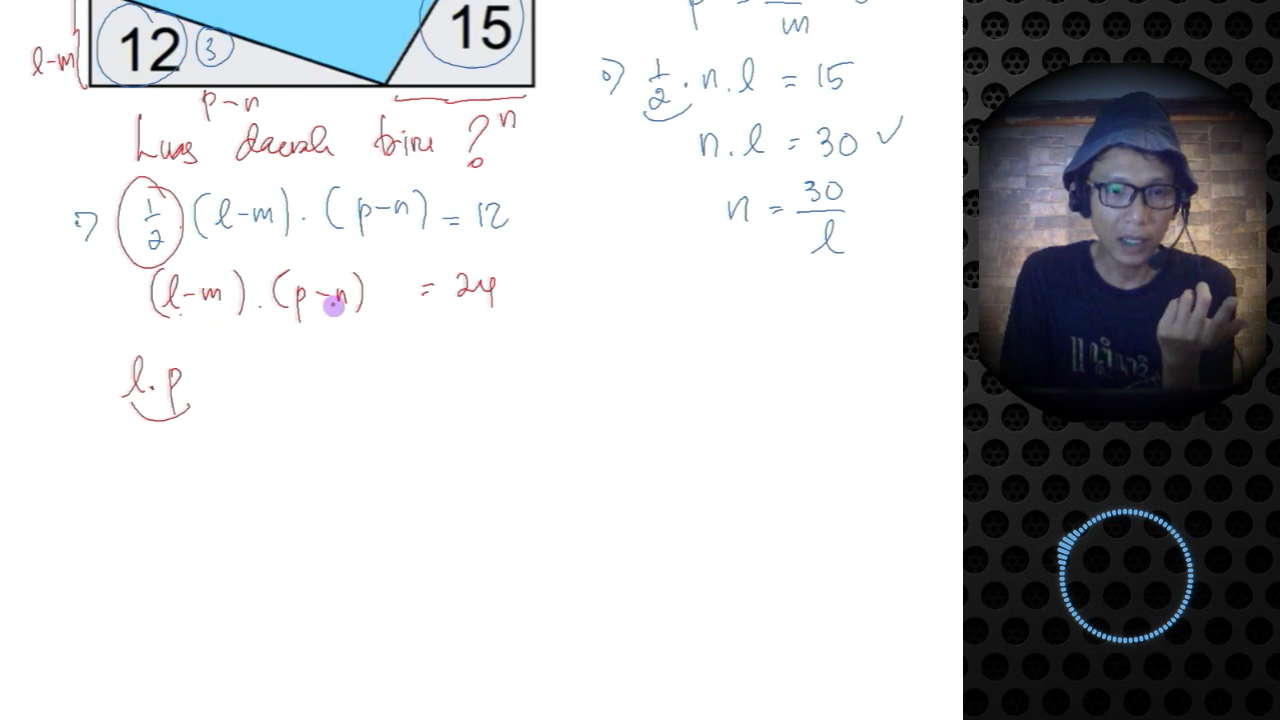 12 3
15
l-m
p-n
n
Luas daerah biru ?
1/2 (l-m) . (p-n) = 12
(l-m) . (p-n) = 24
l.p
m
1/2 . n.l = 15
n.l = 30 ✓
n = 30/l